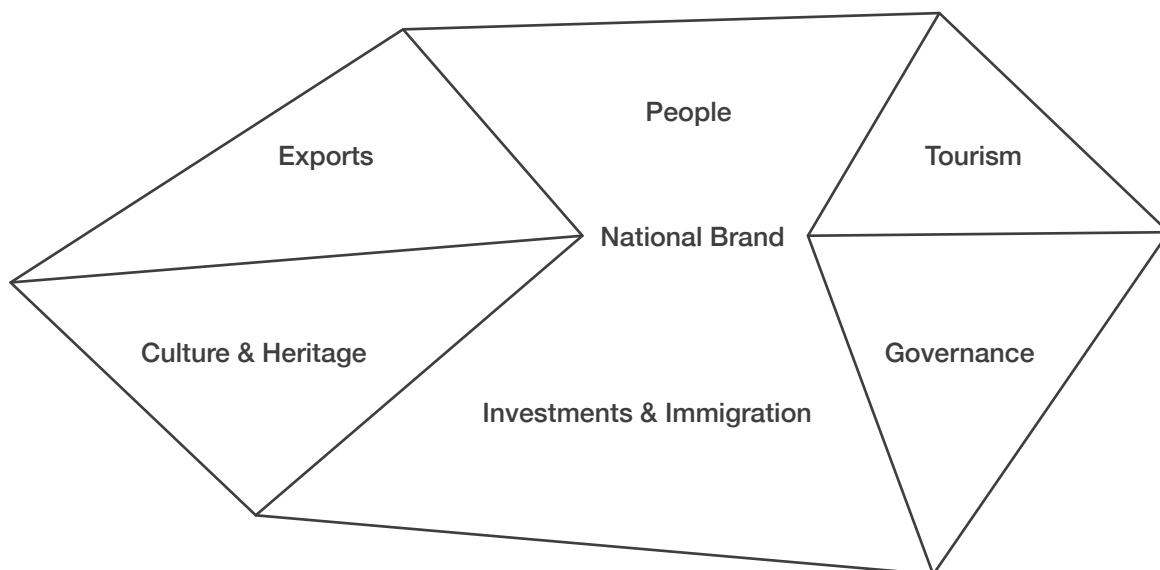 People
Exports
Tourism
National Brand
Culture & Heritage
Governance
Investments & Immigration